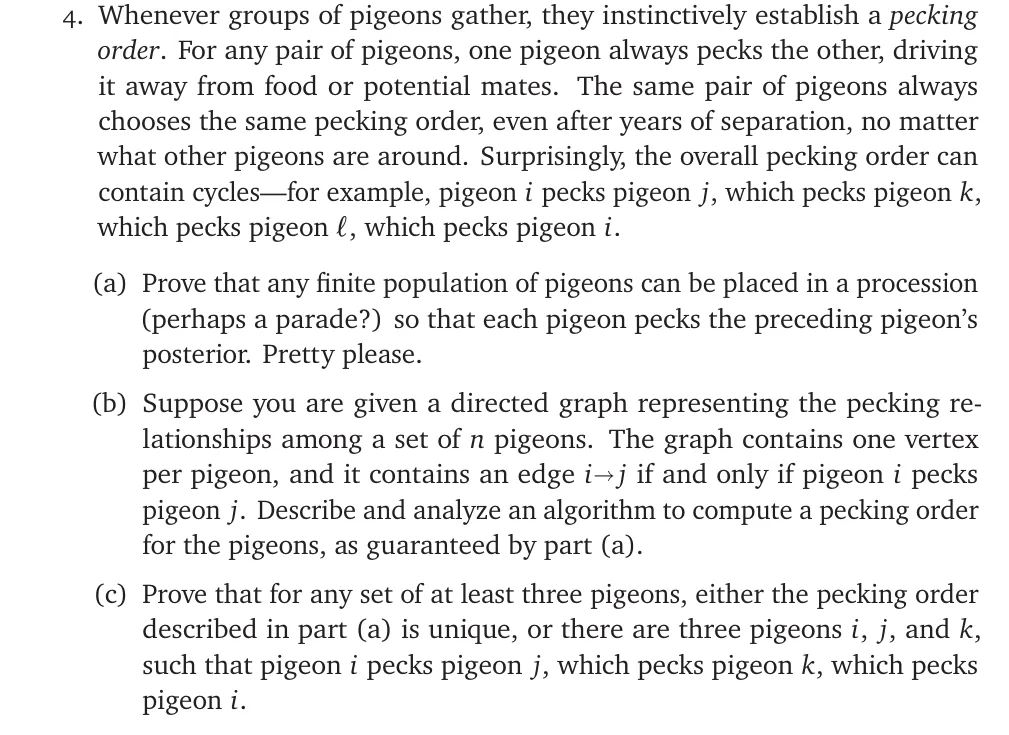 4. Whenever groups of pigeons gather, they instinctively establish a pecking
order. For any pair of pigeons, one pigeon always pecks the other, driving
it away from food or potential mates. The same pair of pigeons always
chooses the same pecking order, even after years of separation, no matter
what other pigeons are around. Surprisingly, the overall pecking order can
contain cycles—for example, pigeon i pecks pigeon j, which pecks pigeon k,
which pecks pigeon ℓ, which pecks pigeon i.
(a) Prove that any finite population of pigeons can be placed in a procession
(perhaps a parade?) so that each pigeon pecks the preceding pigeon’s
posterior. Pretty please.
(b) Suppose you are given a directed graph representing the pecking re-
lationships among a set of n pigeons. The graph contains one vertex
per pigeon, and it contains an edge i→j if and only if pigeon i pecks
pigeon j. Describe and analyze an algorithm to compute a pecking order
for the pigeons, as guaranteed by part (a).
(c) Prove that for any set of at least three pigeons, either the pecking order
described in part (a) is unique, or there are three pigeons i, j, and k,
such that pigeon i pecks pigeon j, which pecks pigeon k, which pecks
pigeon i.